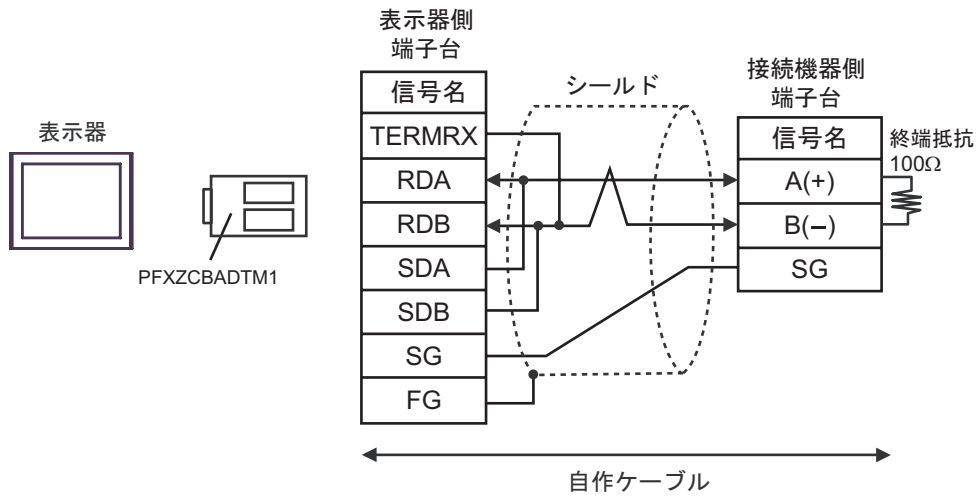 表示器
PFXZCBADTM1
表示器側
端子台
信号名
TERMRX
RDA
RDB
SDA
SDB
SG
FG
シールド
接続機器側
端子台
信号名
A(+)
B(−)
SG
終端抵抗
100Ω
自作ケーブル